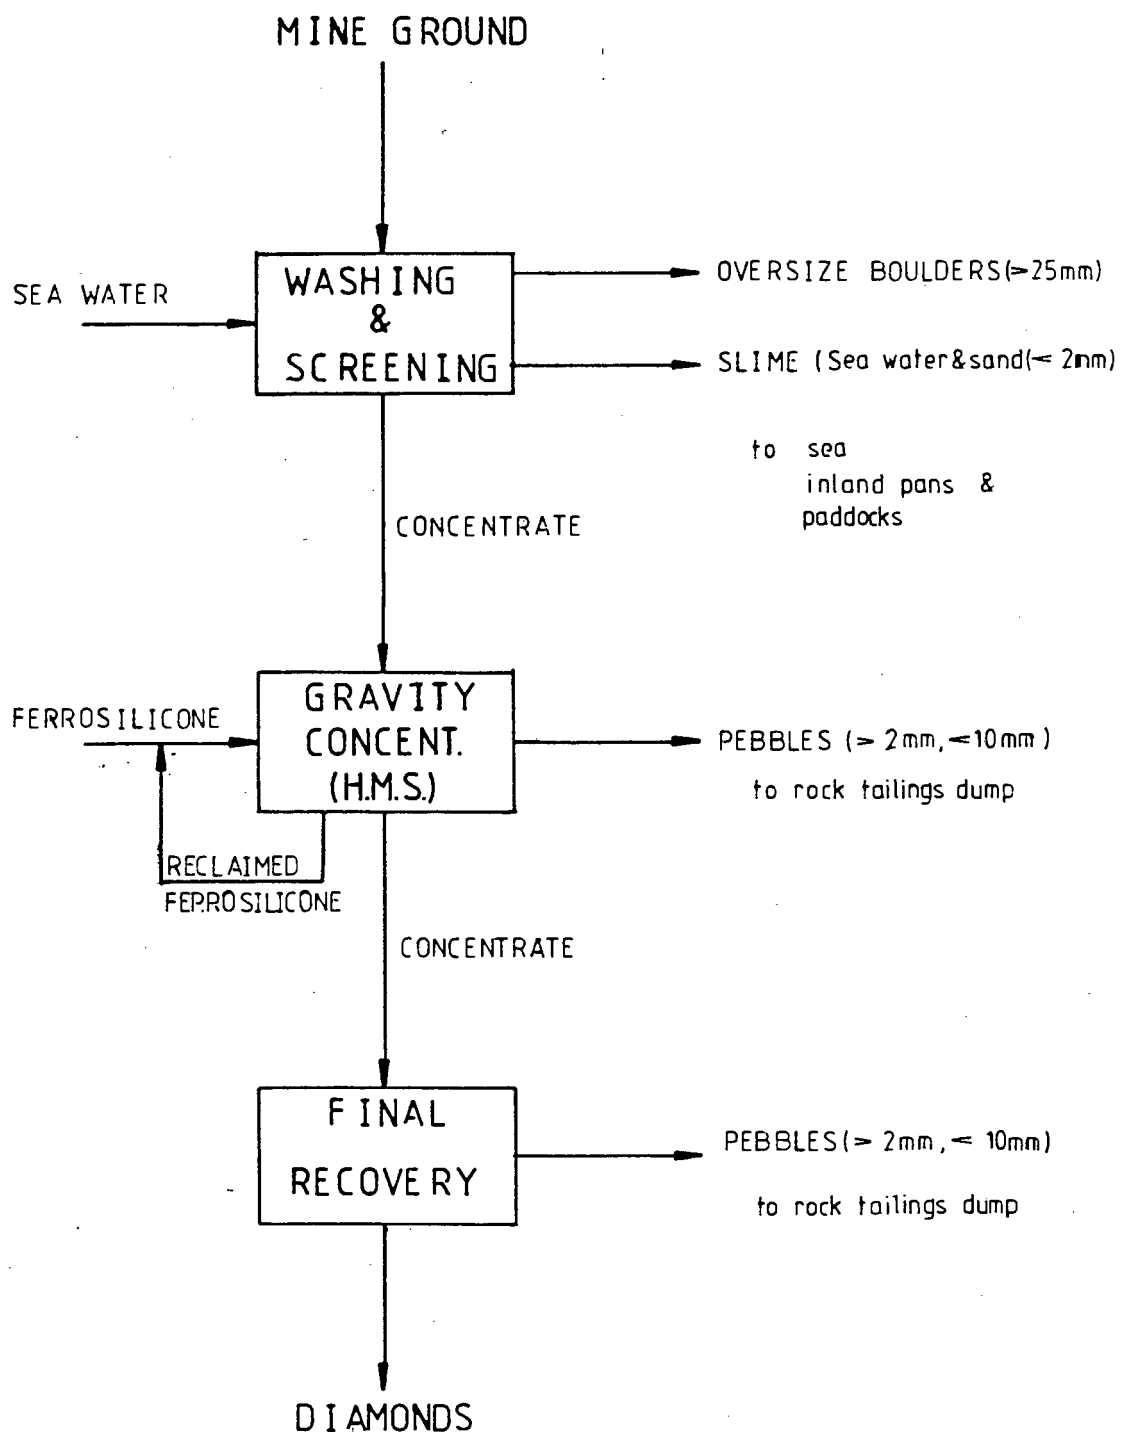 MINE GROUND
SEA WATER
WASHING
&
SCREENING
OVERSIZE BOULDERS (> 25mm)
SLIME (Sea water & sand (< 2mm)
to sea
inland pans &
paddocks
CONCENTRATE
FERROSILICONE
GRAVITY
CONCENT.
(H.M.S.)
PEBBLES (> 2mm, <10mm)
to rock tailings dump
RECLAIMED
FERROSILICONE
CONCENTRATE
FINAL
RECOVERY
PEBBLES (> 2mm, < 10mm)
to rock tailings dump
DIAMONDS